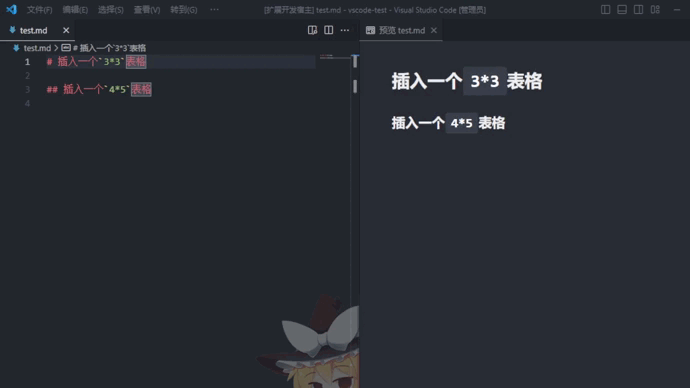 文件(F) 编辑(E) 选择(S) 查看(V) 转到(G) ··· [扩展开发宿主] test.md - vscode-test - Visual Studio Code [管理员]
test.md
预览 test.md
test.md > # 插入一个`3*3`表格
1 # 插入一个`3*3`表格
2
3 ## 插入一个`4*5`表格
4
插入一个 3*3 表格
插入一个 4*5 表格